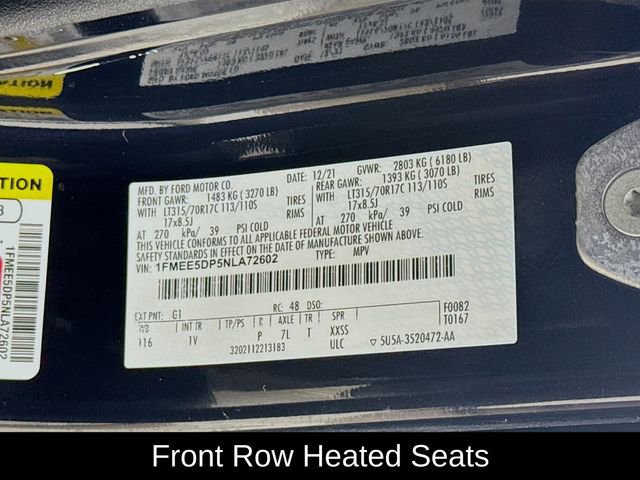 MFD. BY FORD MOTOR CO.
DATE: 12/21
GVWR: 2803 KG ( 6180 LB)
FRONT GAWR: 1483 KG ( 3270 LB)
REAR GAWR: 1393 KG ( 3070 LB)
WITH LT315/70R17C 113/110S TIRES
WITH LT315/70R17C 113/110S TIRES
17x8.5J RIMS
17x8.5J RIMS
AT 270 kPa/ 39 PSI COLD
AT 270 kPa/ 39 PSI COLD
THIS VEHICLE CONFORMS TO ALL APPLICABLE FEDERAL MOTOR VEHICLE
SAFETY STANDARDS IN EFFECT ON THE DATE OF MANUFACTURE SHOWN ABOVE.
VIN: 1FMEE5DP5NLA72602
TYPE: MPV
EXT PNT: G1 RC: 48 DSO: F0082
WB INT TR TP/PS R AXLE TR SPR T0167
116 1V P 7L T XXSS
3202112213183 ULC 5U5A-3520472-AA
TION
3
1FMEE5DP5NLA72602
Front Row Heated Seats